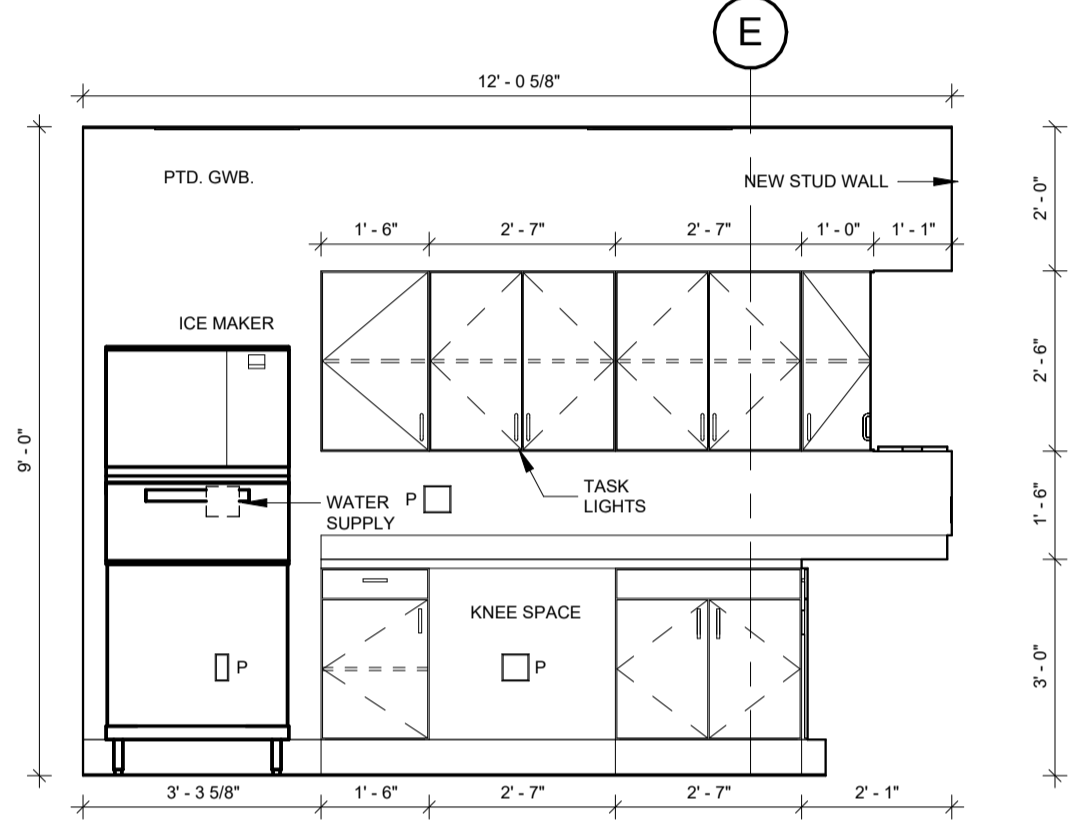 E
12' - 0 5/8"
PTD. GWB.
NEW STUD WALL
2' - 0"
1' - 6"
2' - 7"
2' - 7"
1' - 0"
1' - 1"
ICE MAKER
2' - 6"
9' - 0"
TASK
LIGHTS
WATER
SUPPLY
P
1' - 6"
KNEE SPACE
P
P
3' - 0"
3' - 3 5/8"
1' - 6"
2' - 7"
2' - 7"
2' - 1"